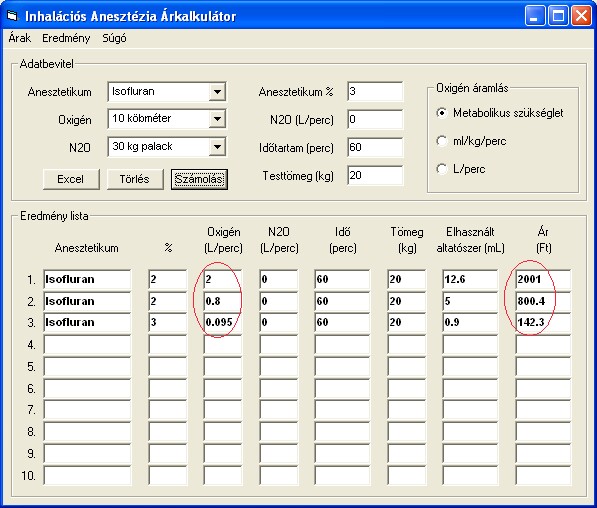 Inhalációs Anesztézia Árkalkulátor
Árak Eredmény Súgó
Adatbevitel
Anesztetikum Isofluran Anesztetikum % 3 Oxigén áramlás
Oxigén 10 köbméter N2O (L/perc) 0 Metabolikus szükséglet
N2O 30 kg palack Időtartam (perc) 60 ml/kg/perc
Excel Törlés Számolás Testtömeg (kg) 20 L/perc
Eredmény lista
Oxigén N2O Idő Tömeg Elhasznált Ár
Anesztetikum % (L/perc) (L/perc) (perc) (kg) altatószer (mL) (Ft)
1. Isofluran 2 2 0 60 20 12.6 2001
2. Isofluran 2 0.8 0 60 20 5 800.4
3. Isofluran 3 0.095 0 60 20 0.9 142.3
4.
5.
6.
7.
8.
9.
10.